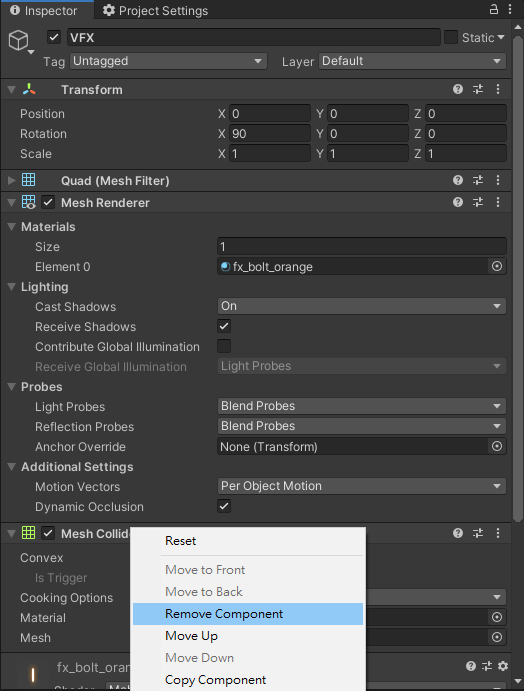 Inspector Project Settings
VFX Static
Tag Untagged Layer Default
Transform
Position X 0 Y 0 Z 0
Rotation X 90 Y 0 Z 0
Scale X 1 Y 1 Z 1
Quad (Mesh Filter)
Mesh Renderer
Materials
Size 1
Element 0 fx_bolt_orange
Lighting
Cast Shadows On
Receive Shadows
Contribute Global Illumination
Receive Global Illumination Light Probes
Probes
Light Probes Blend Probes
Reflection Probes Blend Probes
Anchor Override None (Transform)
Additional Settings
Motion Vectors Per Object Motion
Dynamic Occlusion
Mesh Collid
Convex
Is Trigger
Cooking Options
Material
Mesh
Reset
Move to Front
Move to Back
Remove Component
Move Up
Move Down
Copy Component
fx_bolt_oran